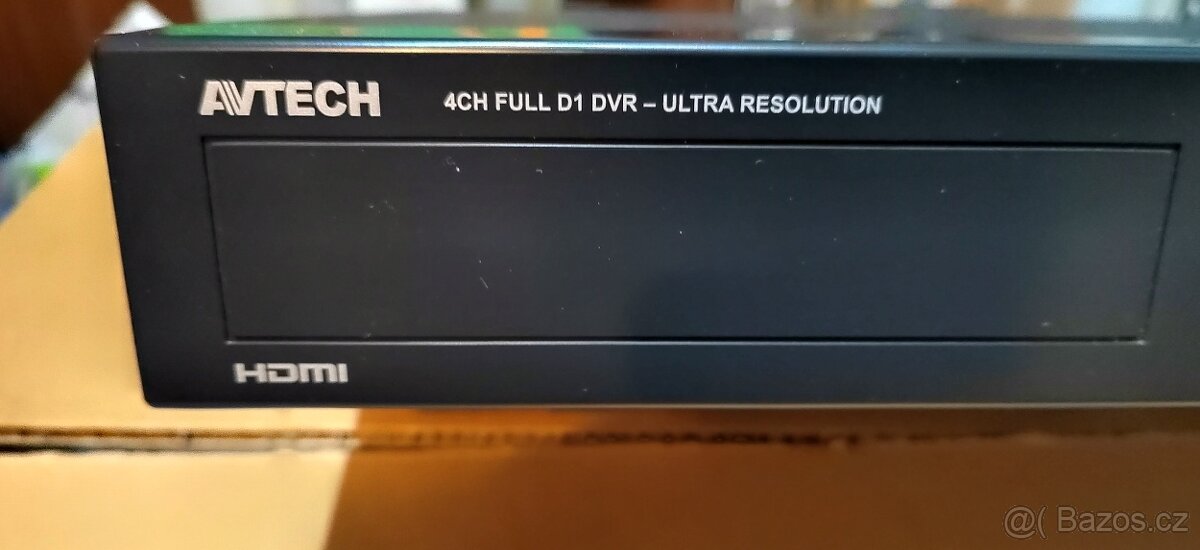 AVTECH 4CH FULL D1 DVR – ULTRA RESOLUTION
HDMI
@( Bazos.cz